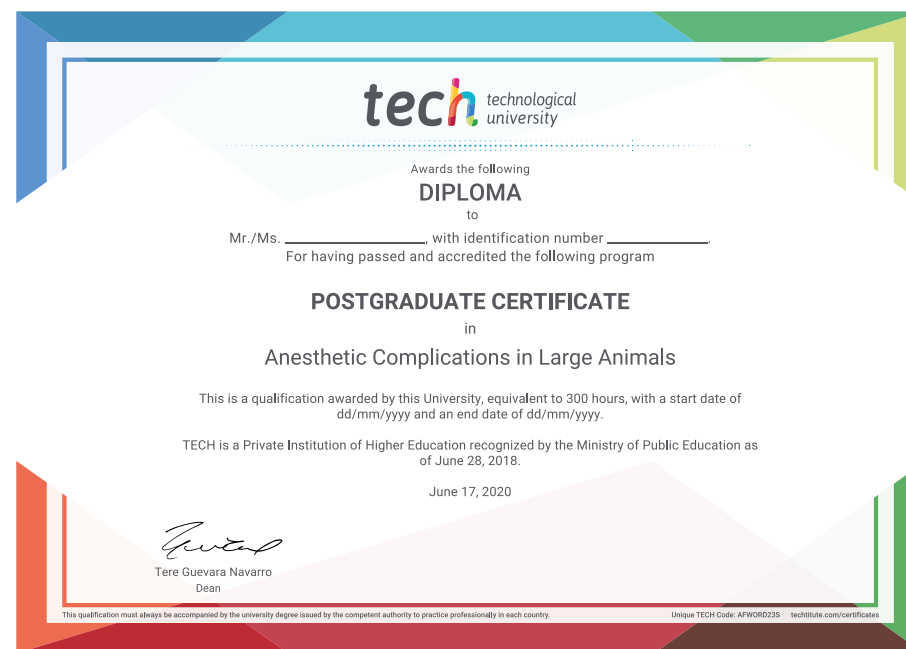 tech technological
university
Awards the following
DIPLOMA
to
Mr./Ms. ____________________, with identification number ______________.
For having passed and accredited the following program
POSTGRADUATE CERTIFICATE
in
Anesthetic Complications in Large Animals
This is a qualification awarded by this University, equivalent to 300 hours, with a start date of
dd/mm/yyyy and an end date of dd/mm/yyyy.
TECH is a Private Institution of Higher Education recognized by the Ministry of Public Education as
of June 28, 2018.
June 17, 2020
Tere Guevara Navarro
Dean
This qualification must always be accompanied by the university degree issued by the competent authority to practice professionally in each country.
Unique TECH Code: AFWORD23S techtitute.com/certificates